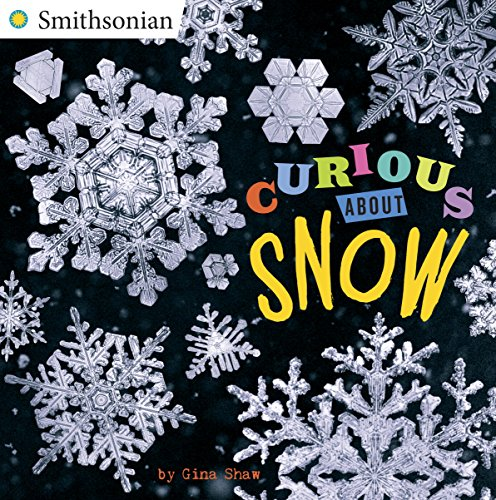 Smithsonian
CURIOUS
ABOUT
SNOW
by Gina Shaw